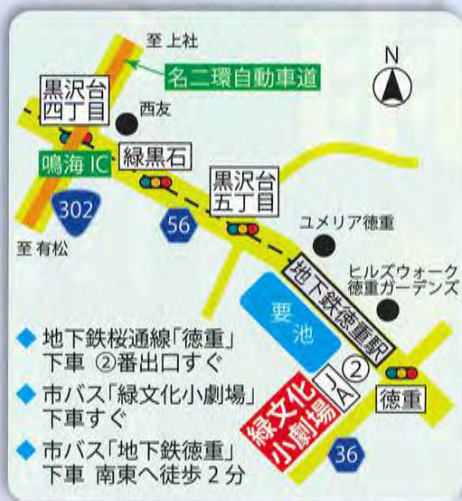 至 上社
N
名二環自動車道
黒沢台
四丁目
西友
鳴海 IC
緑黒石
黒沢台
五丁目
302
56
至 有松
ユメリア徳重
地下鉄徳重駅
ヒルズウォーク
徳重ガーデンズ
要池
②
JA
徳重
緑文化
小劇場
36
◆ 地下鉄桜通線「徳重」
下車 ②番出口すぐ
◆ 市バス「緑文化小劇場」
下車すぐ
◆ 市バス「地下鉄徳重」
下車 南東へ徒歩 2 分